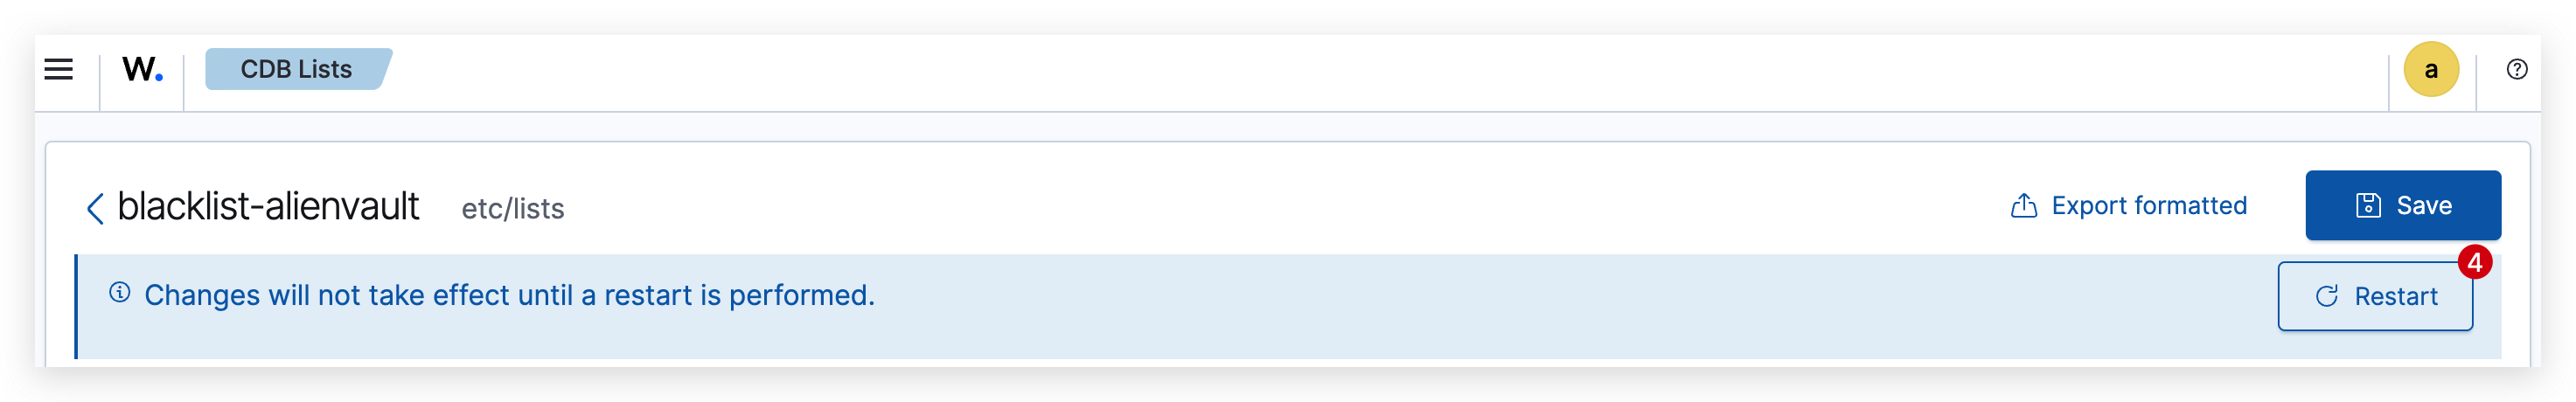 W. CDB Lists a
blacklist-alienvault etc/lists Export formatted Save
4
Changes will not take effect until a restart is performed. Restart